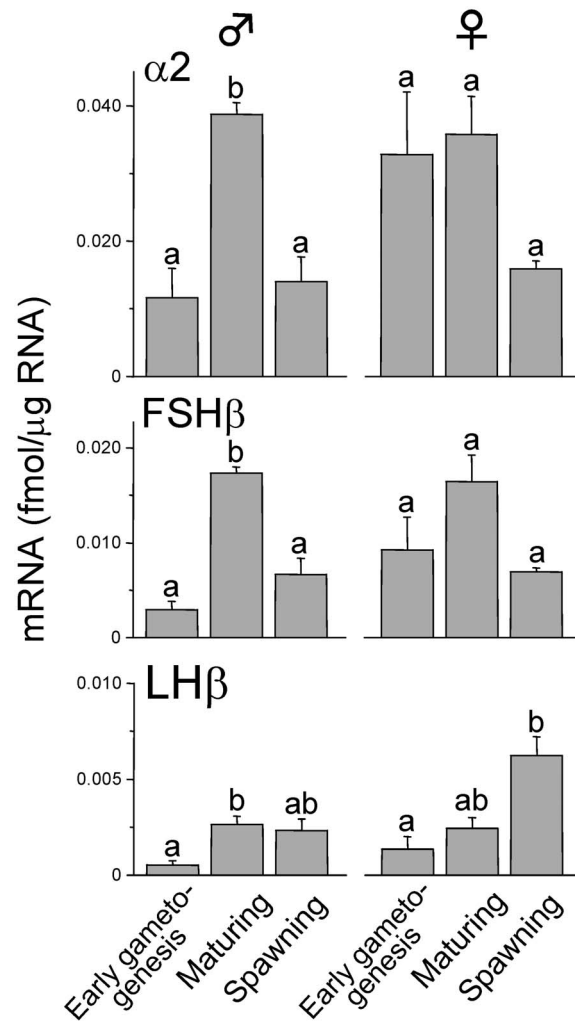 ♂ ♀
α2
mRNA (fmol/μg RNA)
0.040
0.020
0
a b a
a a a
FSHβ
0.020
0.010
0
a b a
a a a
LHβ
0.010
0.005
0
a b ab
a ab b
Early gameto-
genesis
Maturing
Spawning
Early gameto-
genesis
Maturing
Spawning